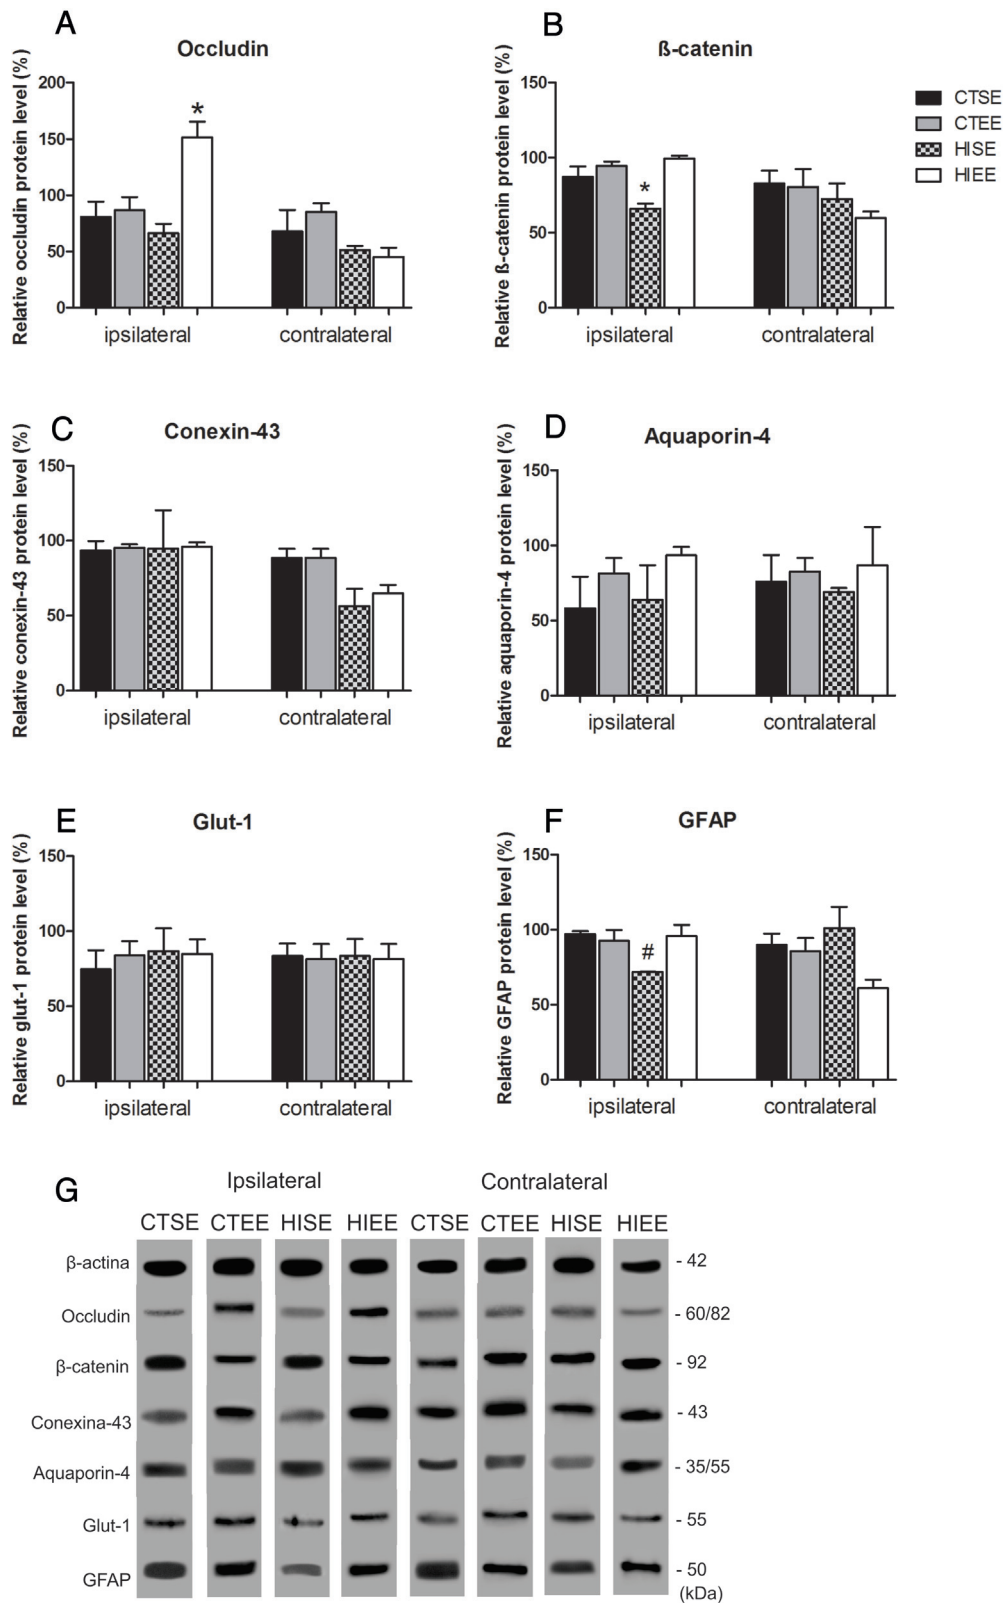 A
Occludin
Relative occludin protein level (%)
200
150
100
50
0
*
ipsilateral
contralateral
B
ß-catenin
Relative ß-catenin protein level (%)
150
100
50
0
*
ipsilateral
contralateral
CTSE
CTEE
HISE
HIEE
C
Conexin-43
Relative conexin-43 protein level (%)
150
100
50
0
ipsilateral
contralateral
D
Aquaporin-4
Relative aquaporin-4 protein level (%)
150
100
50
0
ipsilateral
contralateral
E
Glut-1
Relative glut-1 protein level (%)
150
100
50
0
ipsilateral
contralateral
F
GFAP
Relative GFAP protein level (%)
150
100
50
0
#
ipsilateral
contralateral
G
Ipsilateral
Contralateral
CTSE CTEE HISE HIEE CTSE CTEE HISE HIEE
β-actina - 42
Occludin - 60/82
β-catenin - 92
Conexina-43 - 43
Aquaporin-4 - 35/55
Glut-1 - 55
GFAP - 50
(kDa)